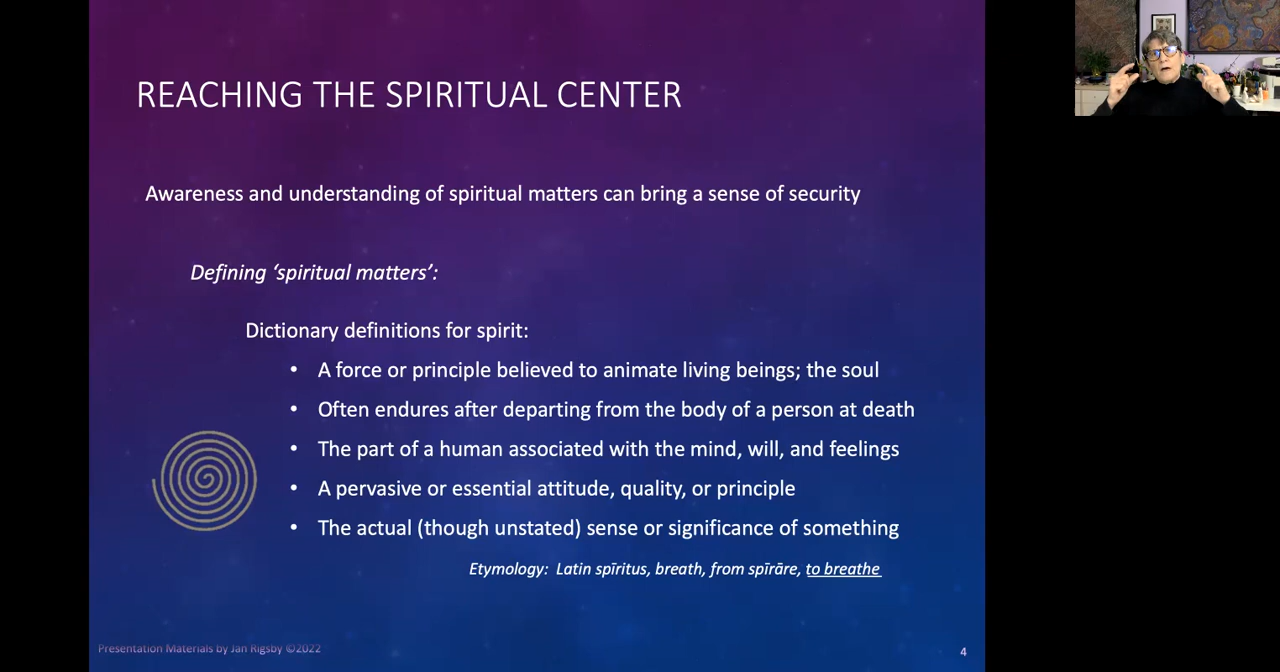 REACHING THE SPIRITUAL CENTER
Awareness and understanding of spiritual matters can bring a sense of security
Defining ‘spiritual matters’:
Dictionary definitions for spirit:
• A force or principle believed to animate living beings; the soul
• Often endures after departing from the body of a person at death
• The part of a human associated with the mind, will, and feelings
• A pervasive or essential attitude, quality, or principle
• The actual (though unstated) sense or significance of something
Etymology: Latin spīritus, breath, from spīrāre, to breathe
Presentation Materials by Jan Rigsby ©2022
4